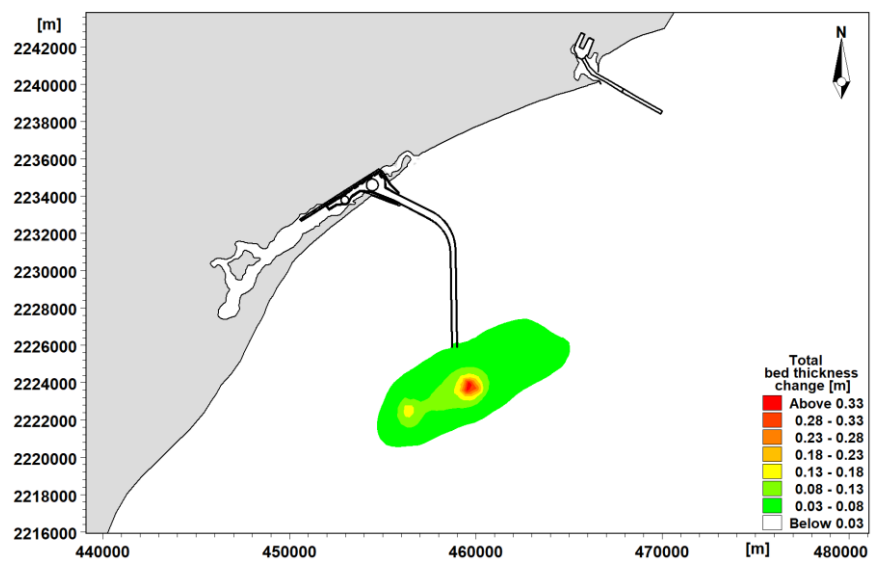 [m]
N
2242000
2240000
2238000
2236000
2234000
2232000
2230000
2228000
2226000
2224000
2222000
2220000
2218000
2216000
Total
bed thickness
change [m]
Above 0.33
0.28 - 0.33
0.23 - 0.28
0.18 - 0.23
0.13 - 0.18
0.08 - 0.13
0.03 - 0.08
Below 0.03
440000 450000 460000 470000 [m] 480000